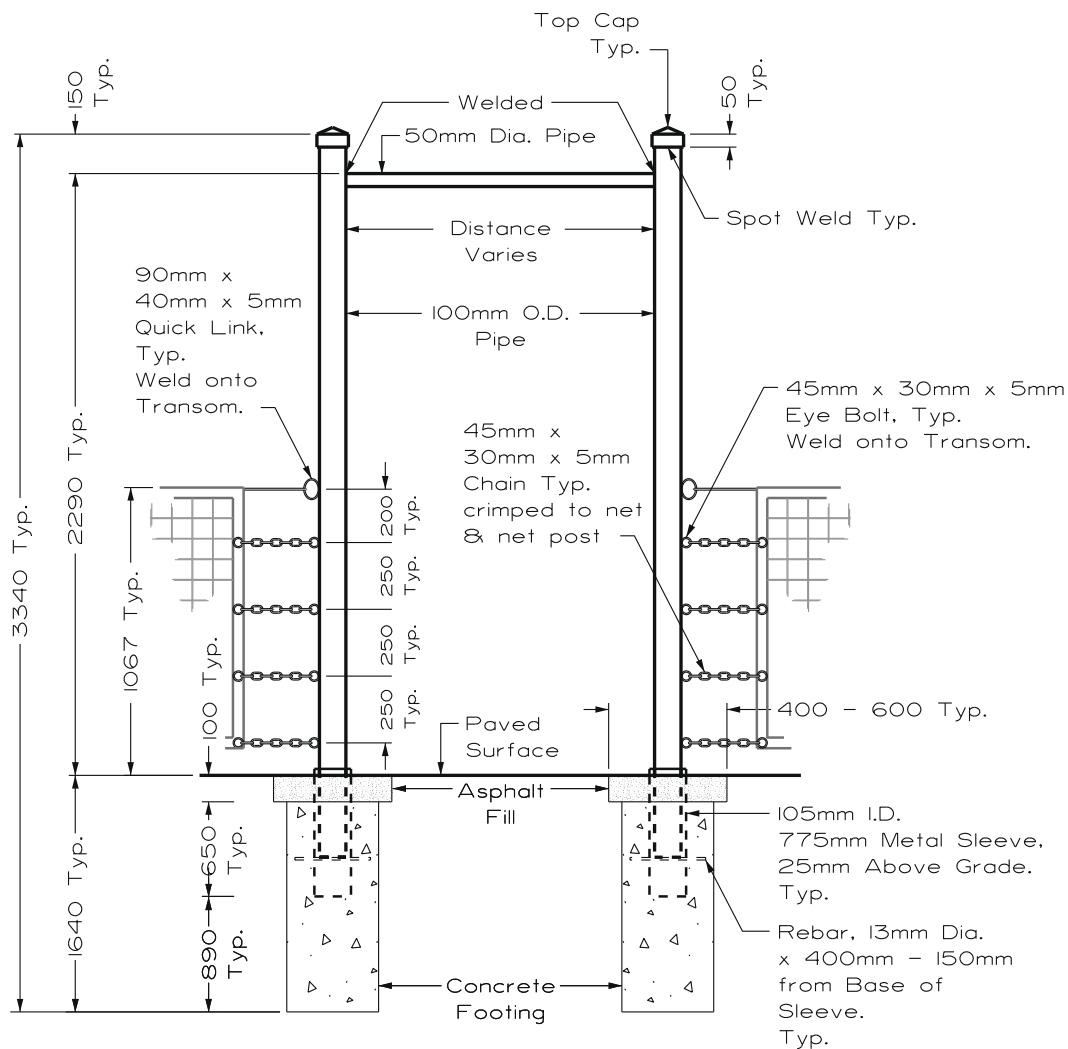 Top Cap
Typ.
150
Typ.
50
Typ.
Welded
50mm Dia. Pipe
Spot Weld Typ.
Distance
Varies
90mm x
40mm x 5mm
Quick Link,
Typ.
Weld onto
Transom.
100mm O.D.
Pipe
45mm x 30mm x 5mm
Eye Bolt, Typ.
Weld onto Transom.
45mm x
30mm x 5mm
Chain Typ.
crimped to net
& net post
3340 Typ.
2290 Typ.
1067 Typ.
100 Typ.
200
Typ.
250
Typ.
250
Typ.
250
Typ.
400 - 600 Typ.
Paved
Surface
Asphalt
Fill
105mm I.D.
775mm Metal Sleeve,
25mm Above Grade.
Typ.
1640 Typ.
650
Typ.
890
Typ.
Rebar, 13mm Dia.
x 400mm - 150mm
from Base of
Sleeve.
Typ.
Concrete
Footing